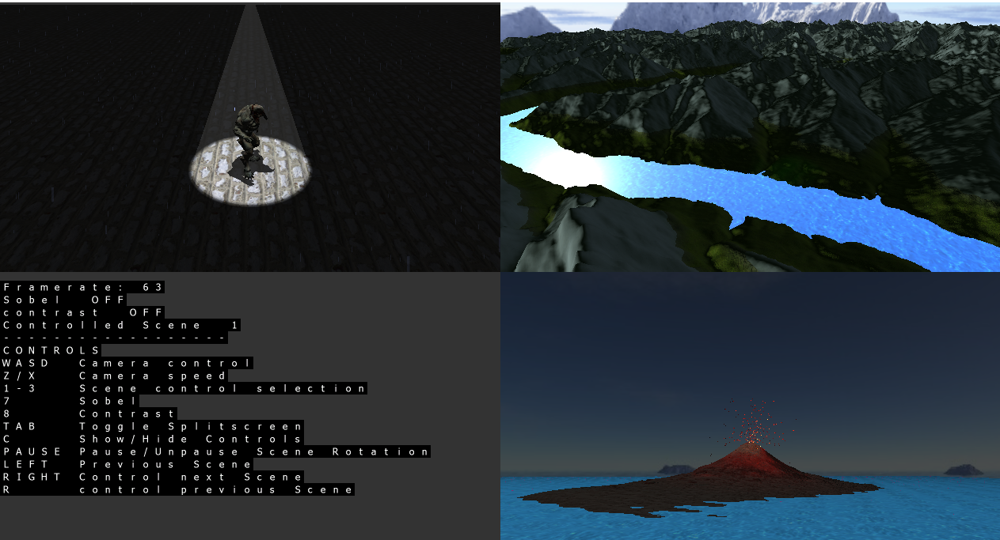 Framerate: 63
Sobel OFF
contrast OFF
Controlled Scene 1
------------------
CONTROLS
WASD Camera control
Z/X Camera speed
1-3 Scene control selection
7 Sobel
8 Contrast
TAB Toggle Splitscreen
C Show/Hide Controls
PAUSE Pause/Unpause Scene Rotation
LEFT Previous Scene
RIGHT Control next Scene
R control previous Scene